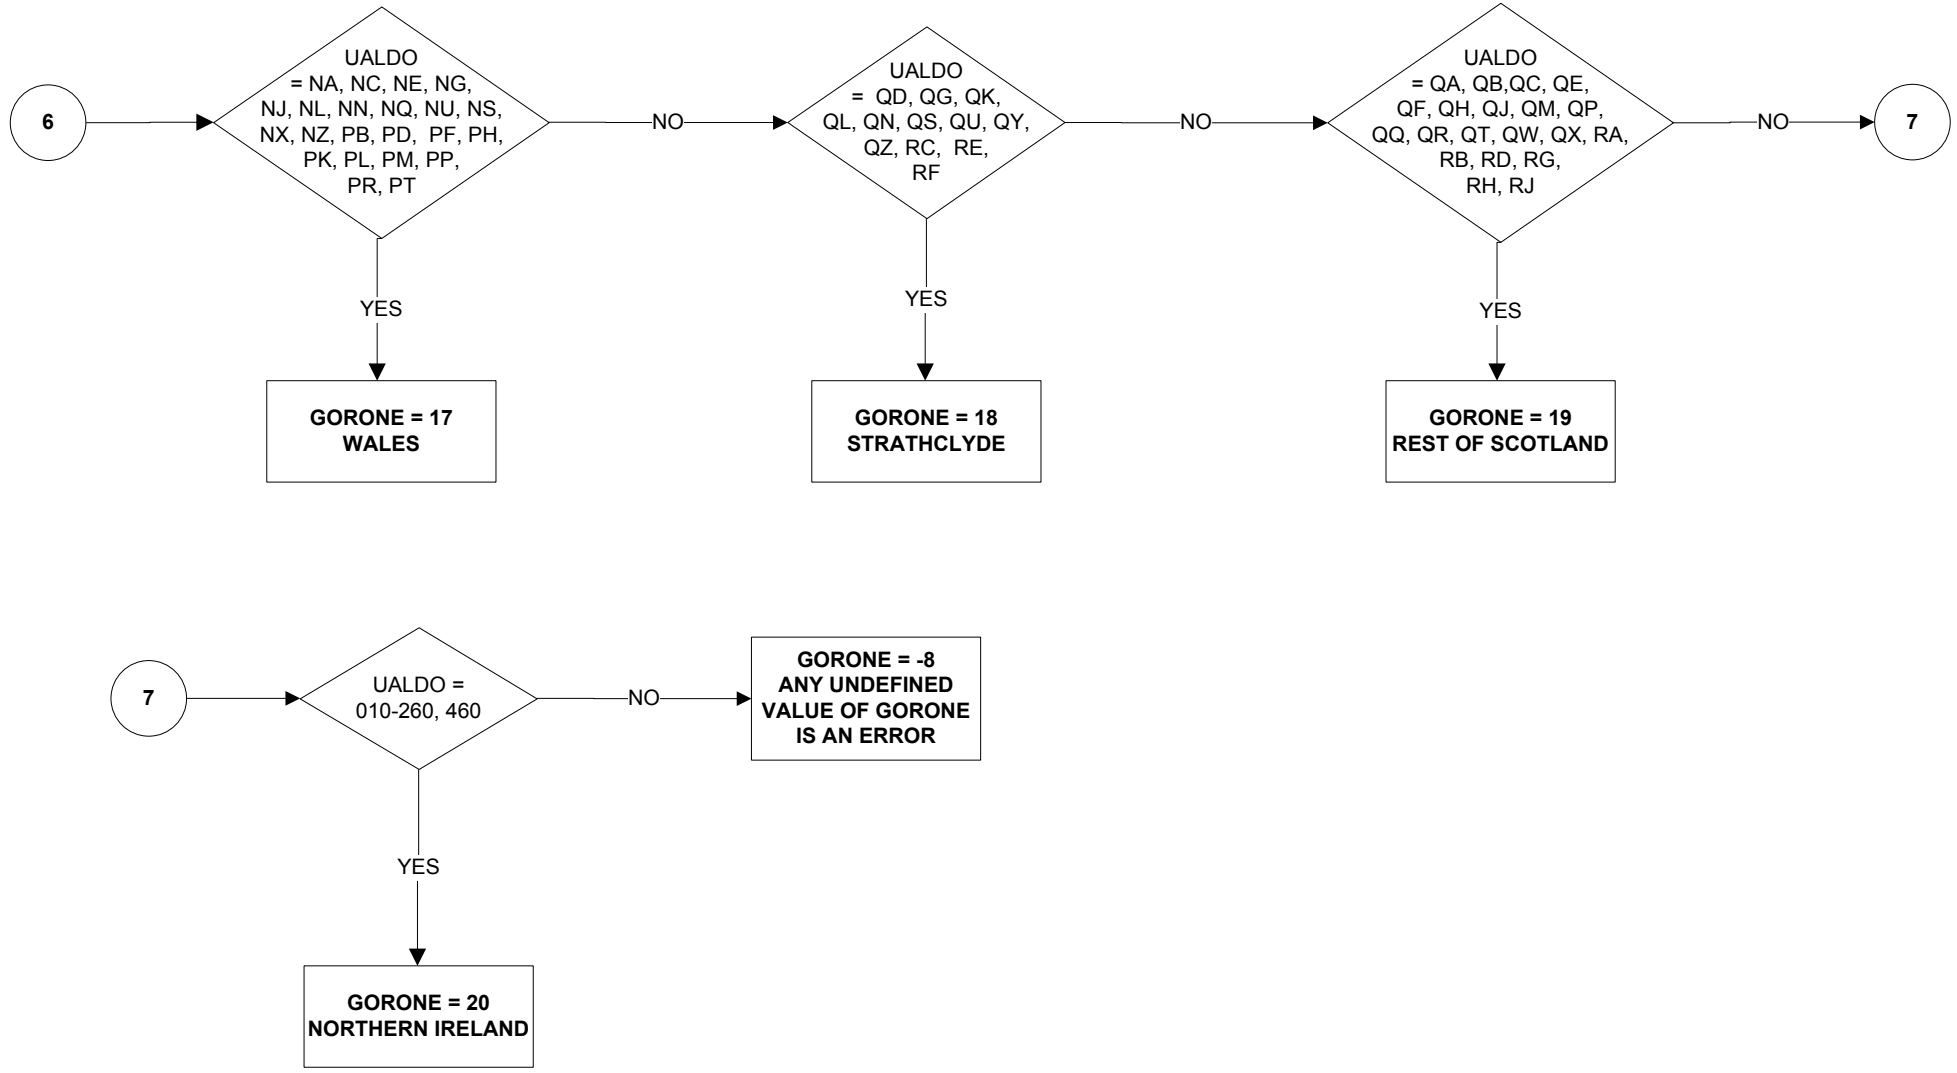 6
UALDO
= NA, NC, NE, NG,
NJ, NL, NN, NQ, NU, NS,
NX, NZ, PB, PD, PF, PH,
PK, PL, PM, PP,
PR, PT
NO
UALDO
= QD, QG, QK,
QL, QN, QS, QU, QY,
QZ, RC, RE,
RF
NO
UALDO
= QA, QB,QC, QE,
QF, QH, QJ, QM, QP,
QQ, QR, QT, QW, QX, RA,
RB, RD, RG,
RH, RJ
NO
7
YES
YES
YES
GORONE = 17
WALES
GORONE = 18
STRATHCLYDE
GORONE = 19
REST OF SCOTLAND
7
UALDO =
010-260, 460
NO
GORONE = -8
ANY UNDEFINED
VALUE OF GORONE
IS AN ERROR
YES
GORONE = 20
NORTHERN IRELAND